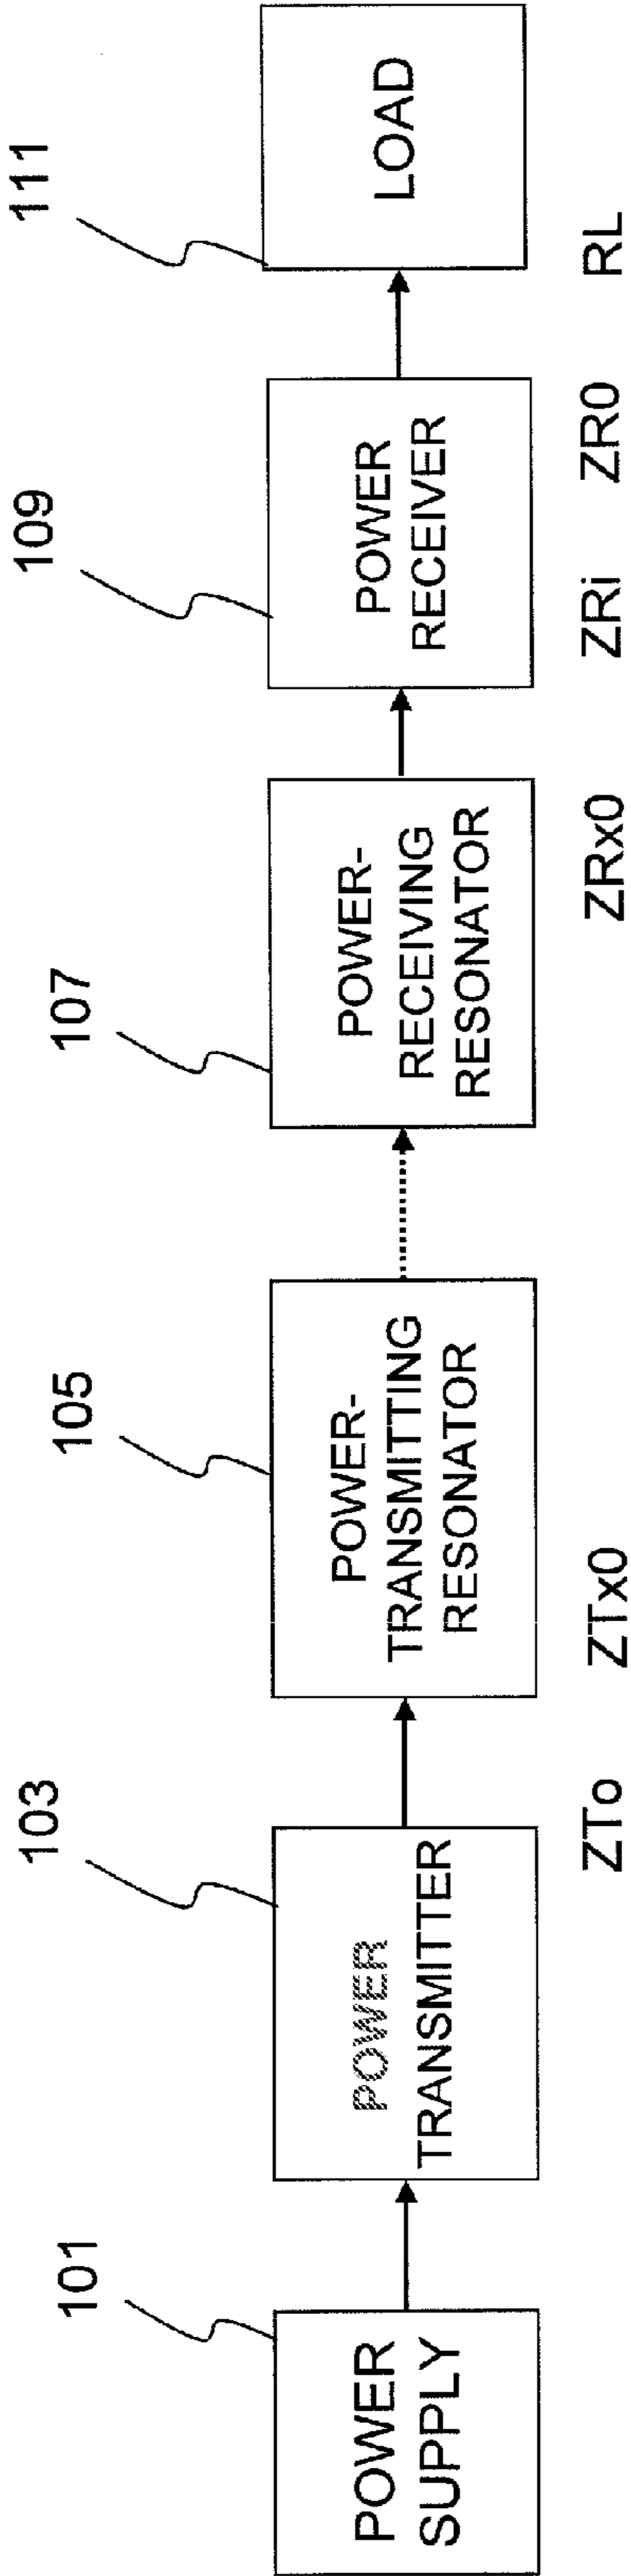 101
103
105
107
109
111
POWER
SUPPLY
POWER
TRANSMITTER
POWER-
TRANSMITTING
RESONATOR
POWER-
RECEIVING
RESONATOR
POWER
RECEIVER
LOAD
ZTo
ZTx0
ZRx0
ZRi
ZR0
RL